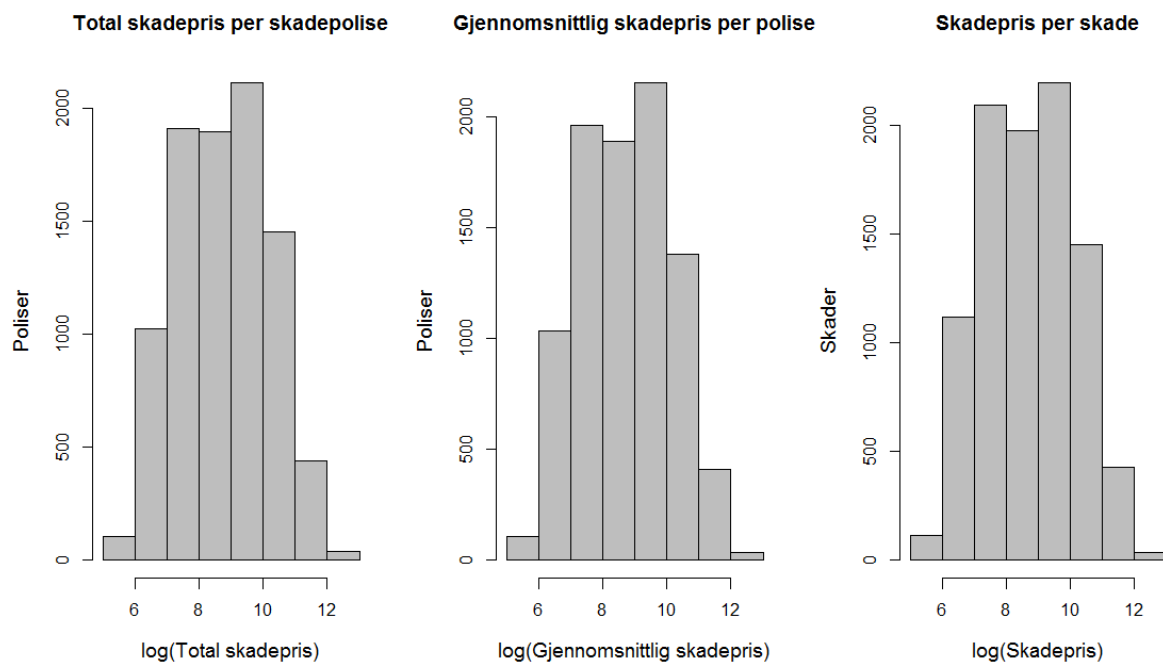 Total skadepris per skadepolise
Poliser
2000
1500
1000
500
0
6 8 10 12
log(Total skadepris)
Gjennomsnittlig skadepris per polise
Poliser
2000
1500
1000
500
0
6 8 10 12
log(Gjennomsnittlig skadepris)
Skadepris per skade
Skader
2000
1500
1000
500
0
6 8 10 12
log(Skadepris)